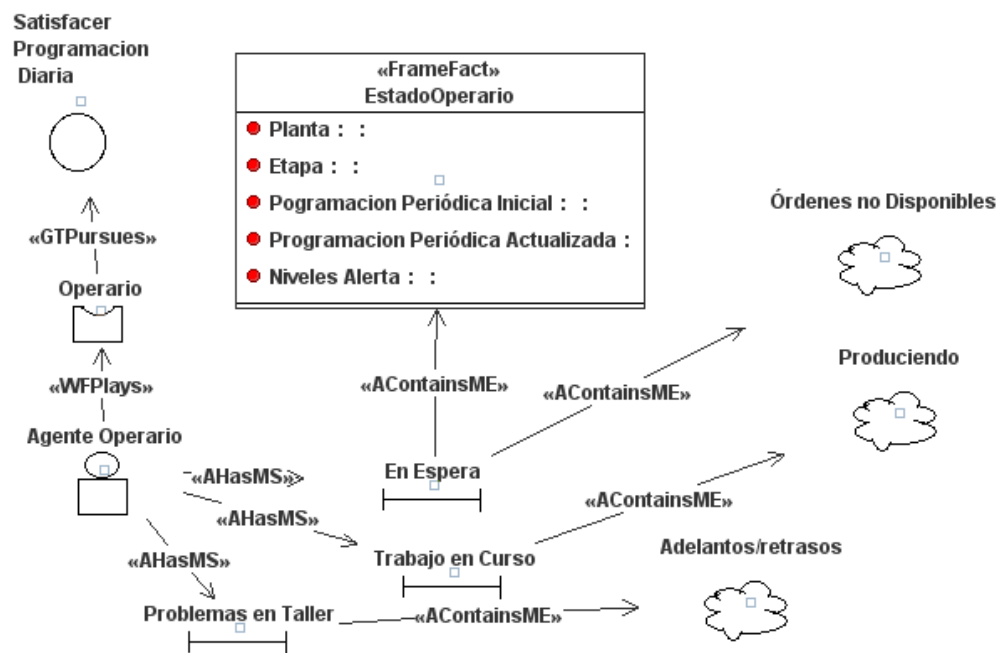 Satisfacer
Programacion
Diaria
«FrameFact»
EstadoOperario
Planta : :
Etapa : :
Pogramacion Periódica Inicial : :
Programacion Periódica Actualizada :
Niveles Alerta : :
Órdenes no Disponibles
«GTPursues»
Operario
Produciendo
«WFPlays»
«AContainsME»
«AContainsME»
Agente Operario
En Espera
«AHasMS»
«AContainsME»
«AHasMS»
Adelantos/retrasos
Trabajo en Curso
«AHasMS»
Problemas en Taller
«AContainsME»